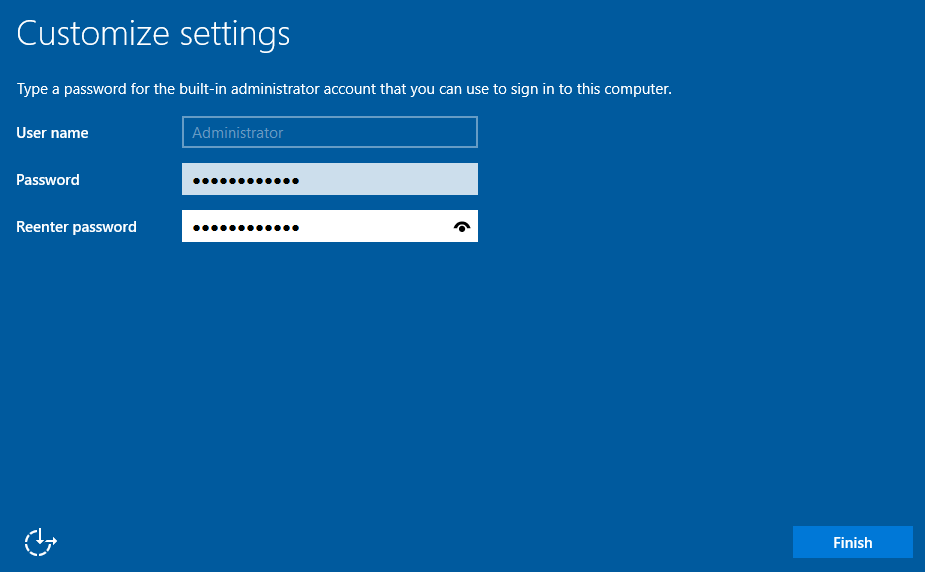 Customize settings
Type a password for the built-in administrator account that you can use to sign in to this computer.
User name
Administrator
Password
••••••••••••
Reenter password
••••••••••••
Finish